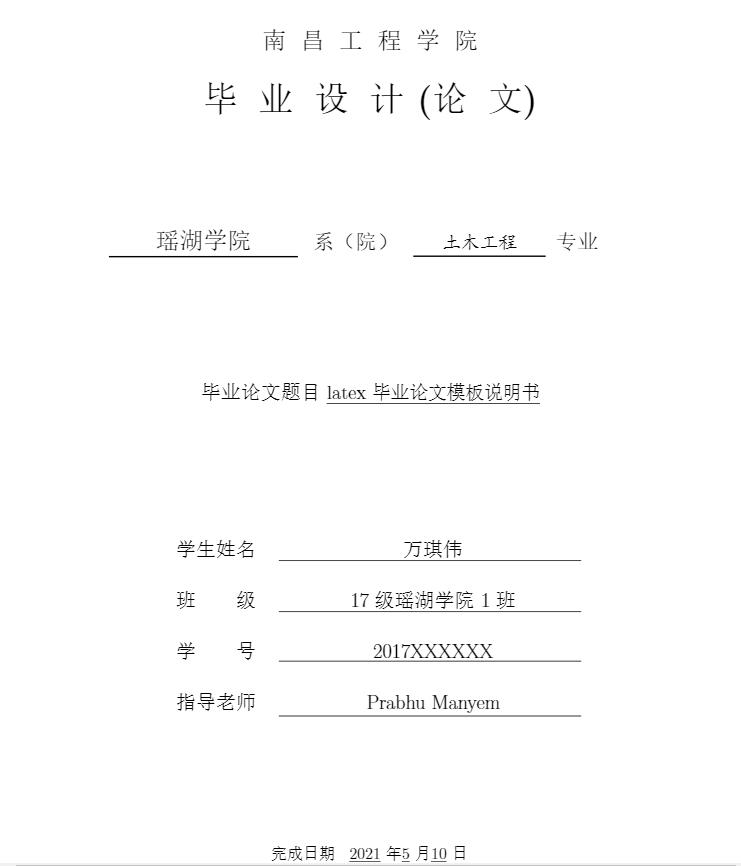 南昌工程学院
毕业设计(论文)
瑶湖学院 系（院） 土木工程 专业
毕业论文题目 latex 毕业论文模板说明书
学生姓名 万琪伟
班 级 17 级瑶湖学院 1 班
学 号 2017XXXXXX
指导老师 Prabhu Manyem
完成日期 2021 年5 月10 日